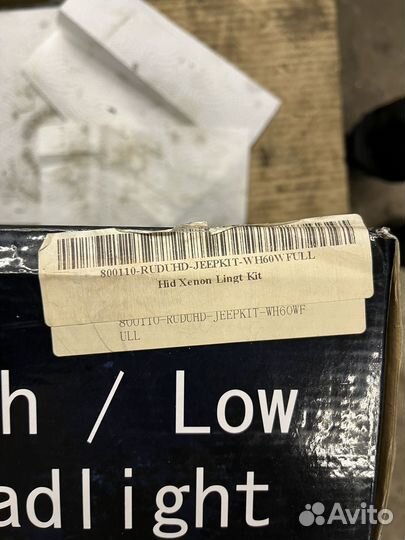 800110-RUDUHD-JEEPKIT-WH60WFULL
Hid Xenon Lingt Kit
800110-RUDUHD-JEEPKIT-WH60WF
ULL
h / Low
adlight
Avito